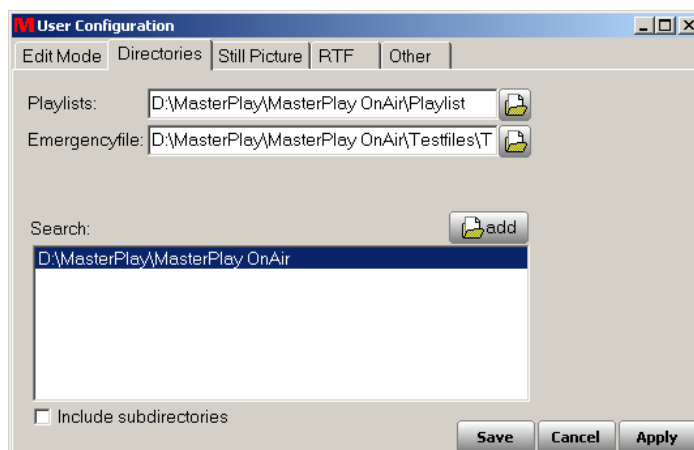 M User Configuration
Edit Mode Directories Still Picture RTF Other
Playlists: D:\MasterPlay\MasterPlay OnAir\Playlist
Emergencyfile: D:\MasterPlay\MasterPlay OnAir\Testfiles\T
Search: add
D:\MasterPlay\MasterPlay OnAir
Include subdirectories
Save Cancel Apply